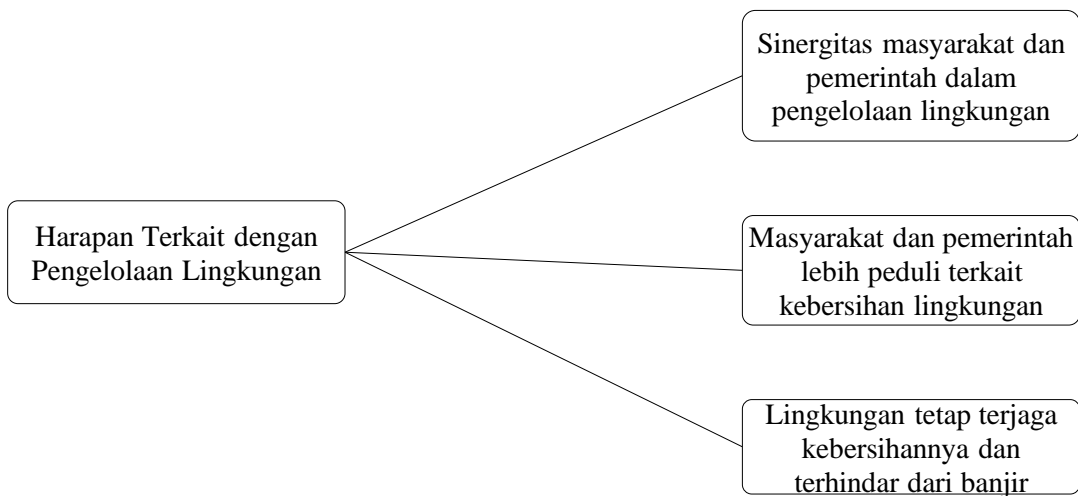 Harapan Terkait dengan
Pengelolaan Lingkungan
Sinergitas masyarakat dan
pemerintah dalam
pengelolaan lingkungan
Masyarakat dan pemerintah
lebih peduli terkait
kebersihan lingkungan
Lingkungan tetap terjaga
kebersihannya dan
terhindar dari banjir